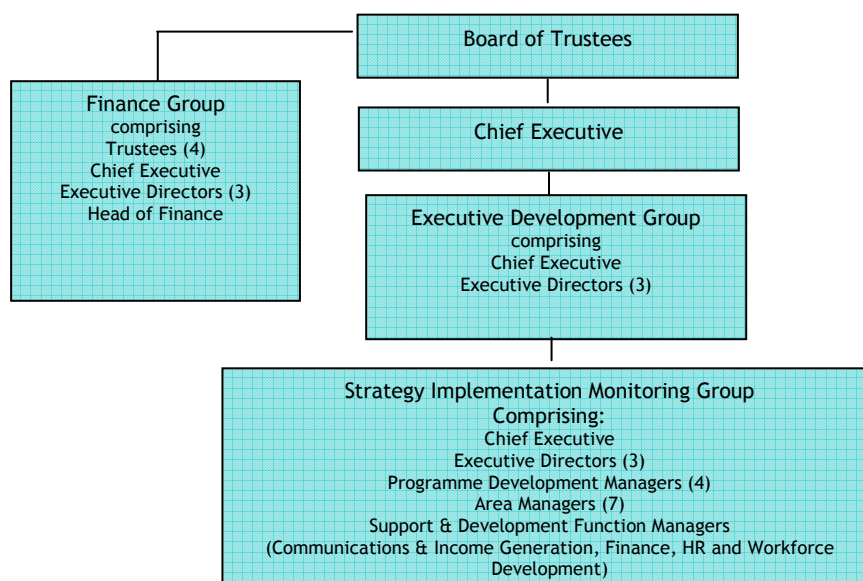 Board of Trustees
Finance Group
comprising
Trustees (4)
Chief Executive
Executive Directors (3)
Head of Finance
Chief Executive
Executive Development Group
comprising
Chief Executive
Executive Directors (3)
Strategy Implementation Monitoring Group
Comprising:
Chief Executive
Executive Directors (3)
Programme Development Managers (4)
Area Managers (7)
Support & Development Function Managers
(Communications & Income Generation, Finance, HR and Workforce
Development)